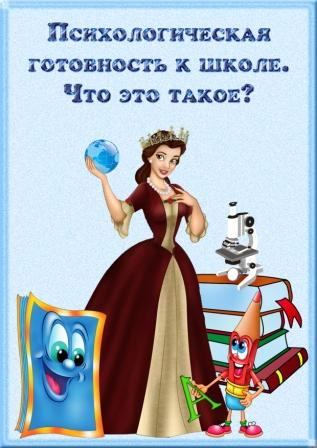 Психологическая
готовность к школе.
Что это такое?
А